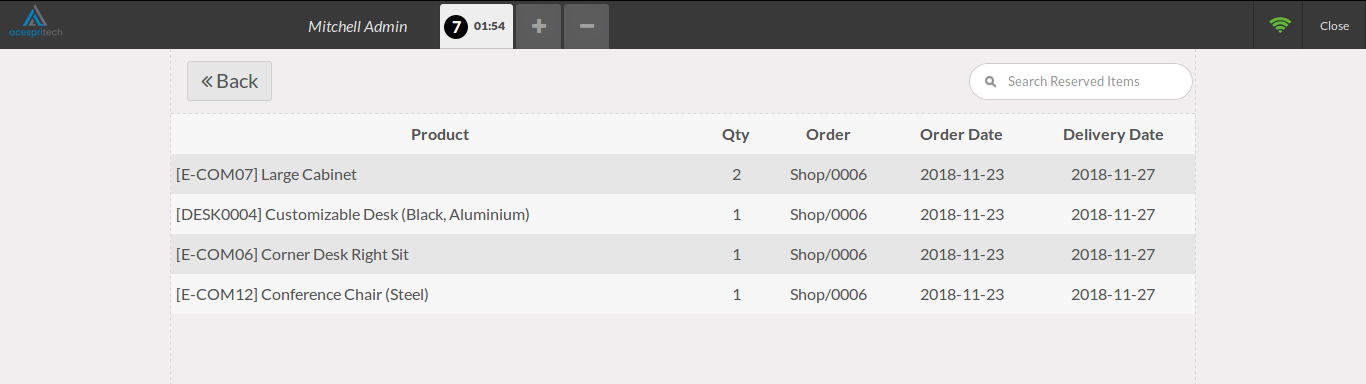 acespritech
Mitchell Admin
7 01:54
+
−
Close
Back
Search Reserved Items
Product Qty Order Order Date Delivery Date
[E-COM07] Large Cabinet 2 Shop/0006 2018-11-23 2018-11-27
[DESK0004] Customizable Desk (Black, Aluminium) 1 Shop/0006 2018-11-23 2018-11-27
[E-COM06] Corner Desk Right Sit 1 Shop/0006 2018-11-23 2018-11-27
[E-COM12] Conference Chair (Steel) 1 Shop/0006 2018-11-23 2018-11-27